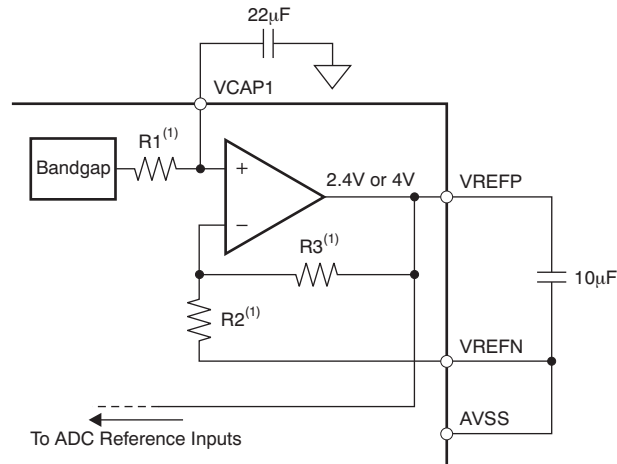 22µF
VCAP1
R1(1)
Bandgap
+
2.4V or 4V
VREFP
−
R3(1)
10µF
R2(1)
VREFN
AVSS
To ADC Reference Inputs